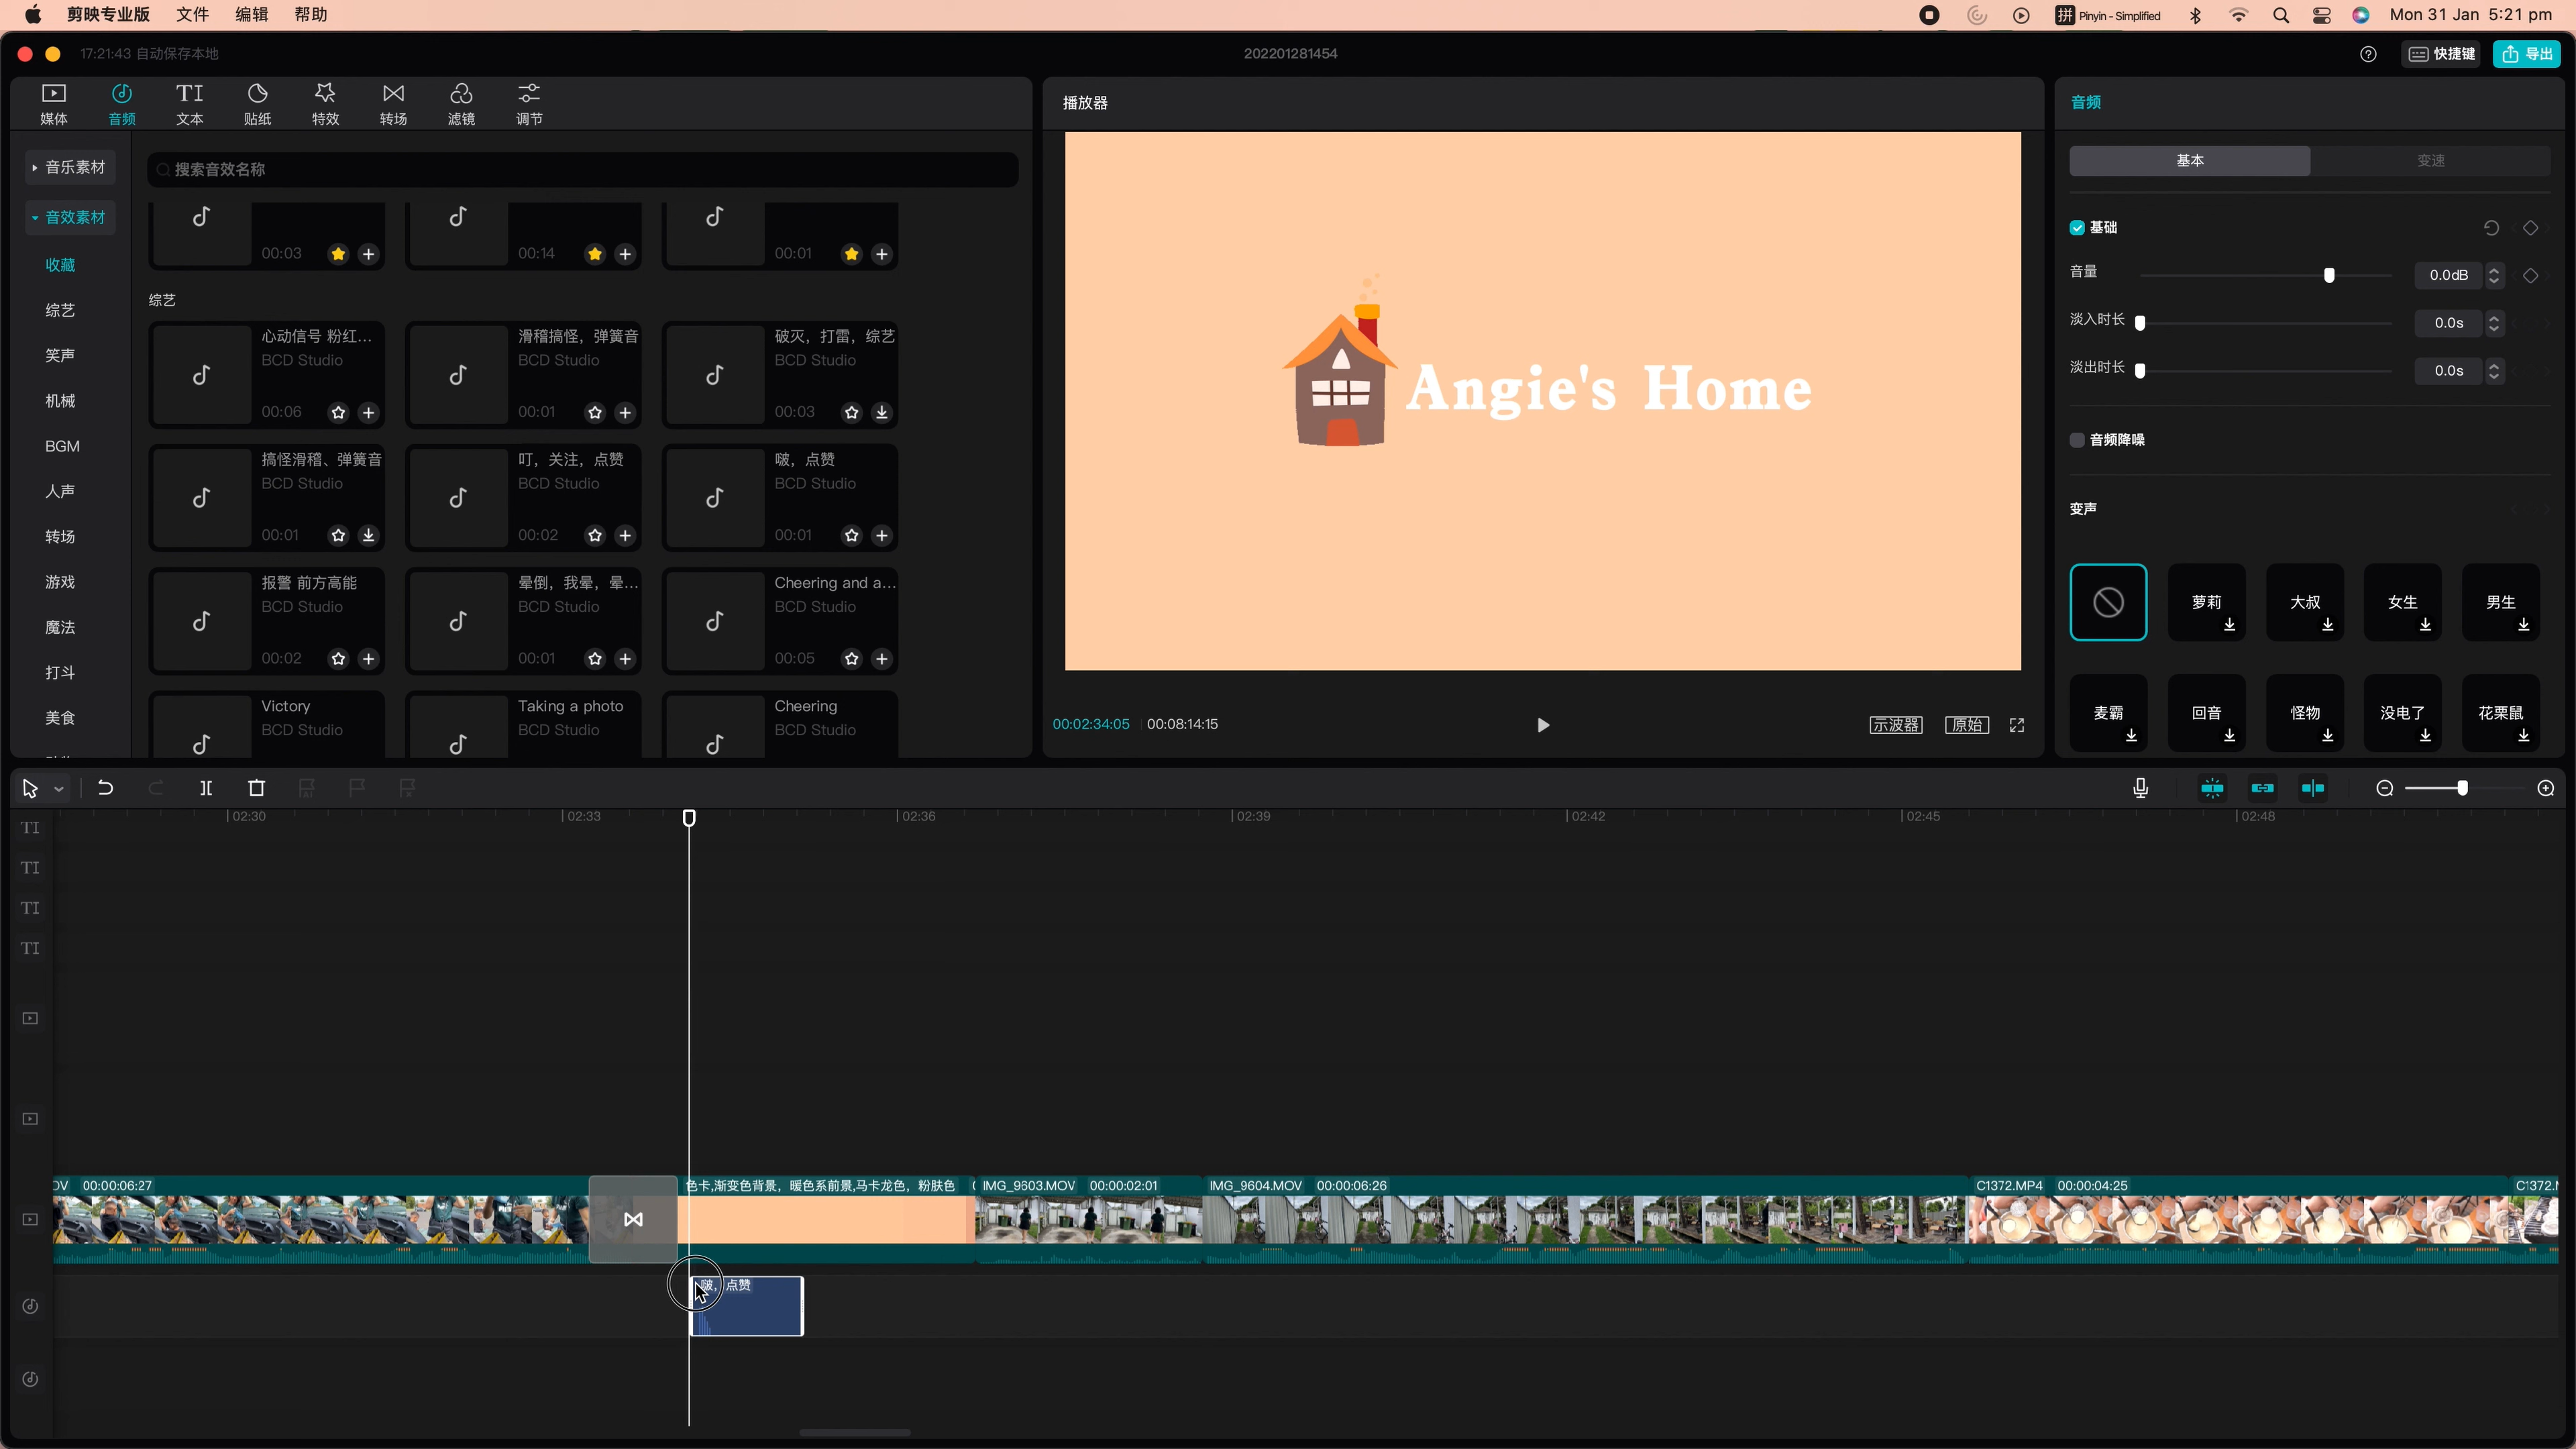 剪映专业版 文件 编辑 帮助
拼 Pinyin - Simplified Mon 31 Jan 5:21 pm
17:21:43 自动保存本地
202201281454
快捷键 导出
媒体 音频 文本 贴纸 特效 转场 滤镜 调节
音乐素材
音效素材
收藏
综艺
笑声
机械
BGM
人声
转场
游戏
魔法
打斗
美食
搜索音效名称
00:03 00:14 00:01
综艺
心动信号 粉红... 滑稽搞怪，弹簧音 破灭，打雷，综艺
BCD Studio BCD Studio BCD Studio
00:06 00:01 00:03
搞怪滑稽、弹簧音 叮，关注，点赞 啵，点赞
BCD Studio BCD Studio BCD Studio
00:01 00:02 00:01
报警 前方高能 晕倒，我晕，晕... Cheering and a...
BCD Studio BCD Studio BCD Studio
00:02 00:01 00:05
Victory Taking a photo Cheering
BCD Studio BCD Studio BCD Studio
播放器
Angie's Home
00:02:34:05 00:08:14:15
示波器 原始
音频
基本 变速
基础
音量 0.0dB
淡入时长 0.0s
淡出时长 0.0s
音频降噪
变声
萝莉 大叔 女生 男生
麦霸 回音 怪物 没电了 花栗鼠
02:30 02:33 02:36 02:39 02:42 02:45 02:48
TI
TI
TI
TI
OV 00:00:06:27 色卡,渐变色背景，暖色系前景,马卡龙色，粉肤色 IMG_9603.MOV 00:00:02:01 IMG_9604.MOV 00:00:06:26 C1372.MP4 00:00:04:25 C1372.M
啵，点赞